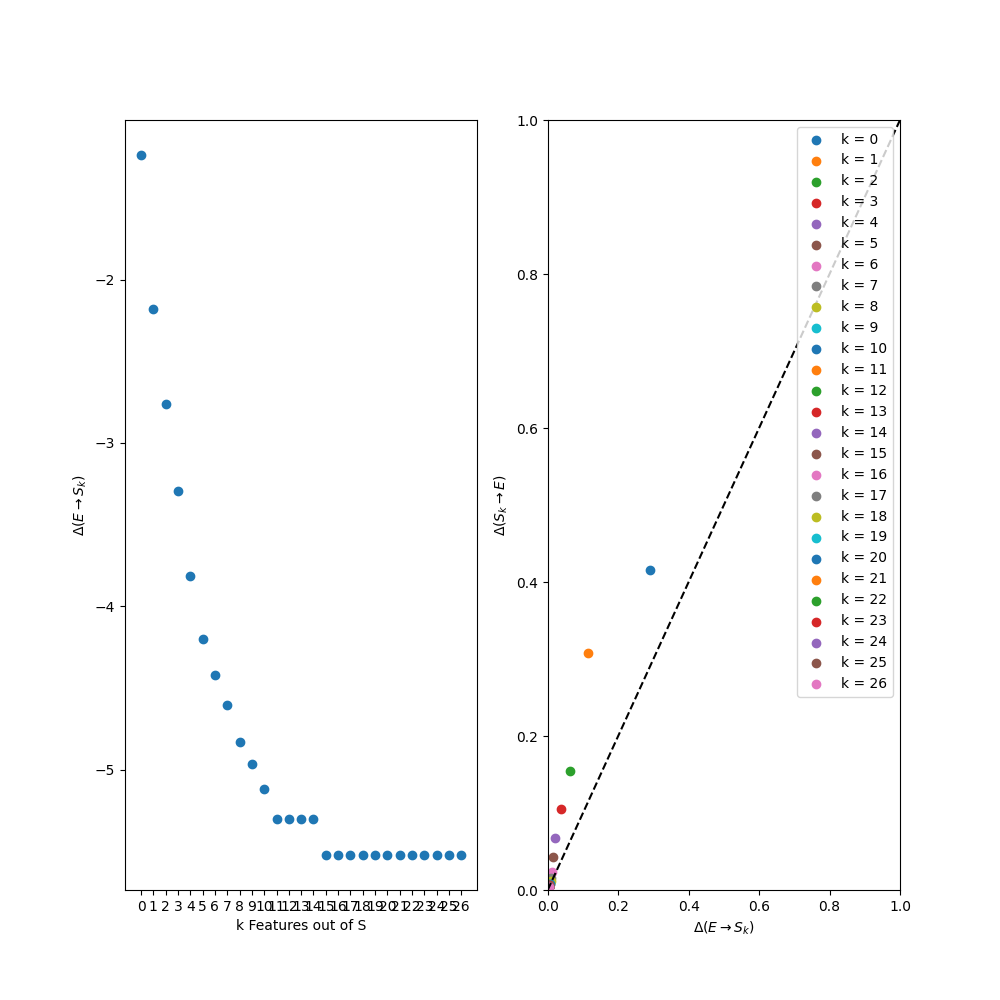 −2
−3
−4
−5
Δ(E → S_k)
0 1 2 3 4 5 6 7 8 9 10 11 12 13 14 15 16 17 18 19 20 21 22 23 24 25 26
k Features out of S
1.0
0.8
0.6
0.4
0.2
0.0
Δ(S_k → E)
k = 0
k = 1
k = 2
k = 3
k = 4
k = 5
k = 6
k = 7
k = 8
k = 9
k = 10
k = 11
k = 12
k = 13
k = 14
k = 15
k = 16
k = 17
k = 18
k = 19
k = 20
k = 21
k = 22
k = 23
k = 24
k = 25
k = 26
0.0 0.2 0.4 0.6 0.8 1.0
Δ(E → S_k)